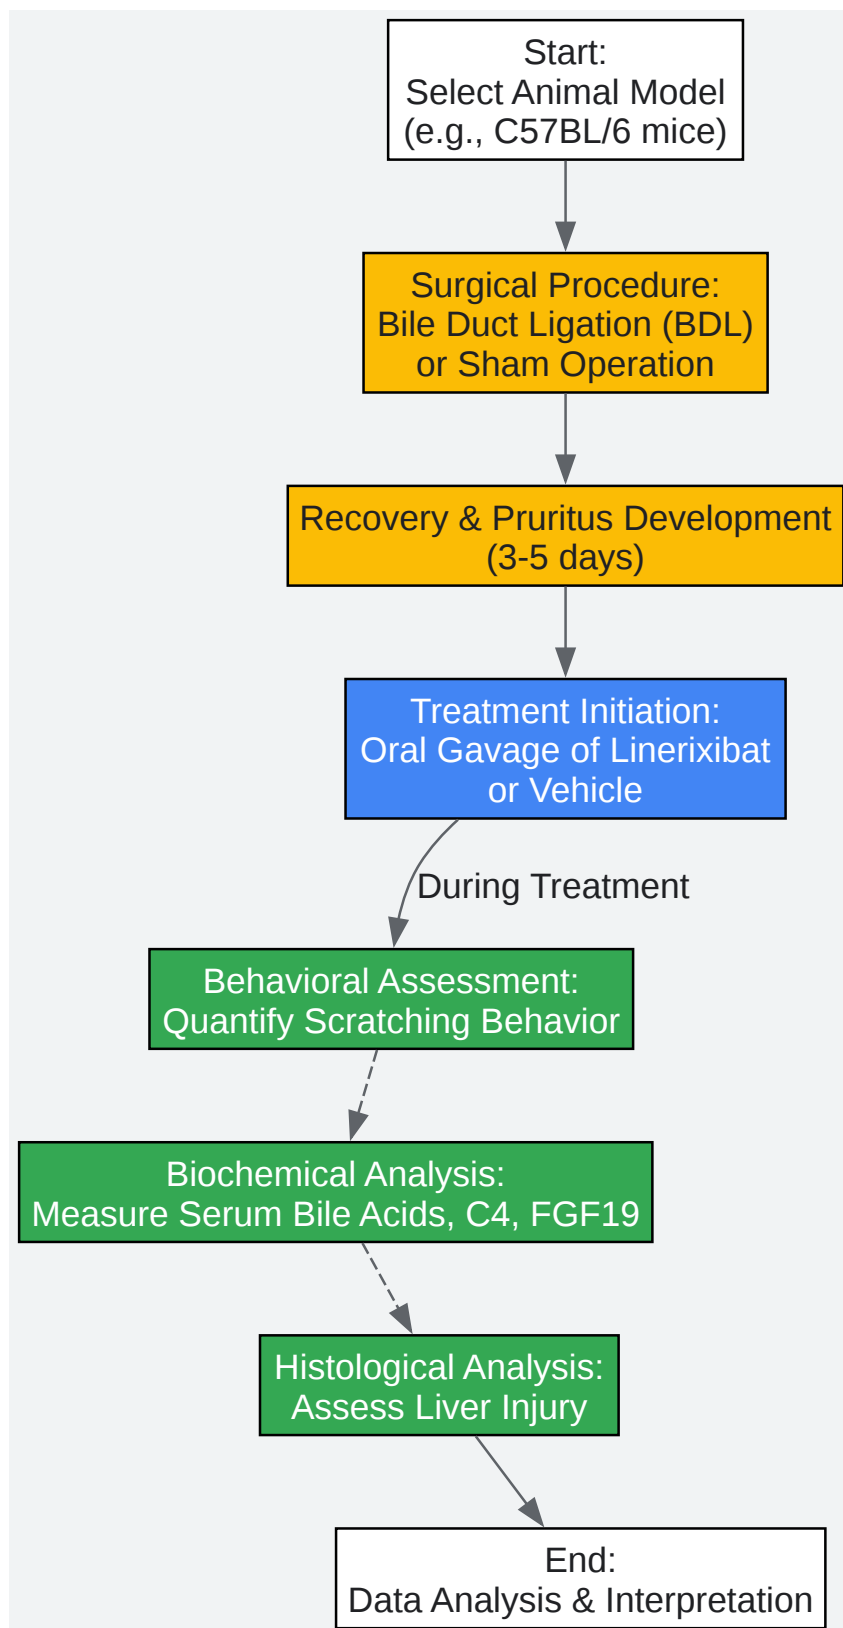 Start:
Select Animal Model
(e.g., C57BL/6 mice)
Surgical Procedure:
Bile Duct Ligation (BDL)
or Sham Operation
Recovery & Pruritus Development
(3-5 days)
Treatment Initiation:
Oral Gavage of Linerixibat
or Vehicle
During Treatment
Behavioral Assessment:
Quantify Scratching Behavior
Biochemical Analysis:
Measure Serum Bile Acids, C4, FGF19
Histological Analysis:
Assess Liver Injury
End:
Data Analysis & Interpretation